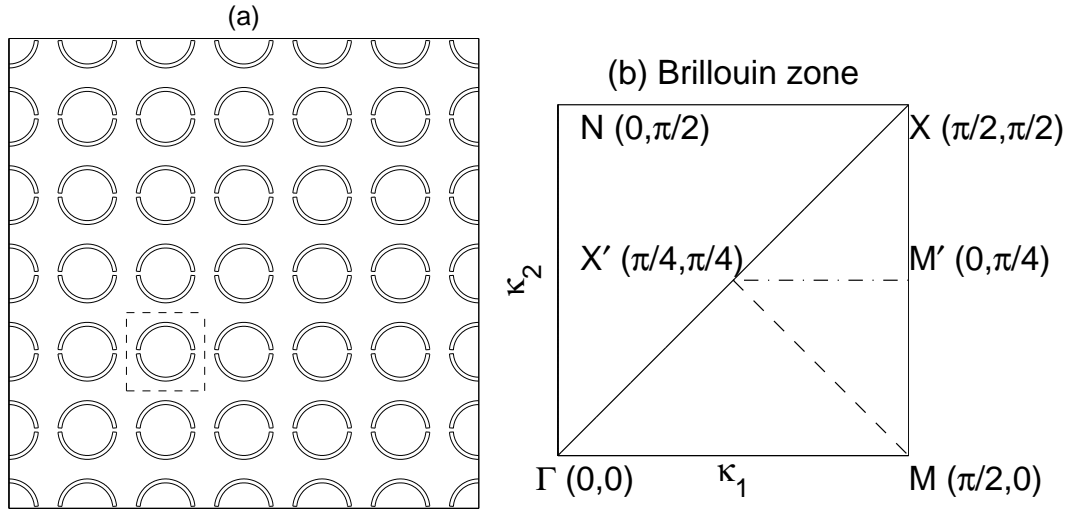 (a)
(b) Brillouin zone
N (0,π/2)
X (π/2,π/2)
X′ (π/4,π/4)
M′ (0,π/4)
κ2
Γ (0,0)
κ1
M (π/2,0)